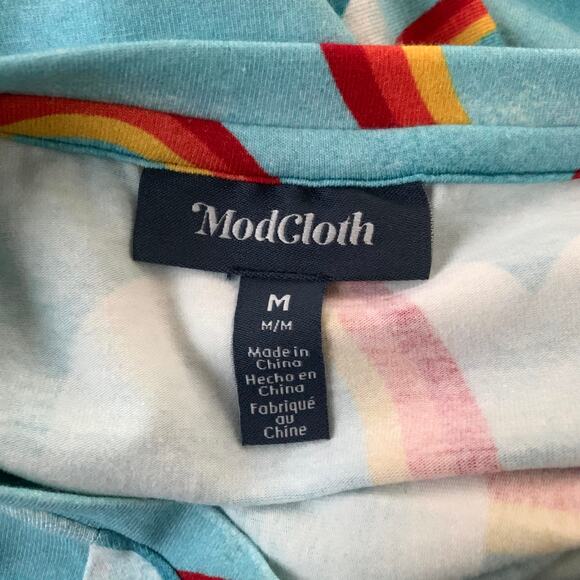 ModCloth
M
M/M
Made in
China
Hecho en
China
Fabriqué
au
Chine